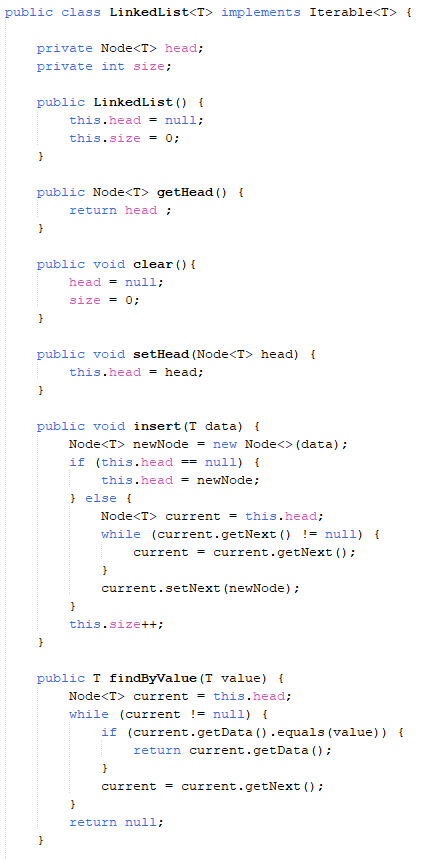 public class LinkedList<T> implements Iterable<T> {
private Node<T> head;
private int size;
public LinkedList() {
this.head = null;
this.size = 0;
}
public Node<T> getHead() {
return head ;
}
public void clear(){
head = null;
size = 0;
}
public void setHead(Node<T> head) {
this.head = head;
}
public void insert(T data) {
Node<T> newNode = new Node<>(data);
if (this.head == null) {
this.head = newNode;
} else {
Node<T> current = this.head;
while (current.getNext() != null) {
current = current.getNext();
}
current.setNext(newNode);
}
this.size++;
}
public T findByValue(T value) {
Node<T> current = this.head;
while (current != null) {
if (current.getData().equals(value)) {
return current.getData();
}
current = current.getNext();
}
return null;
}